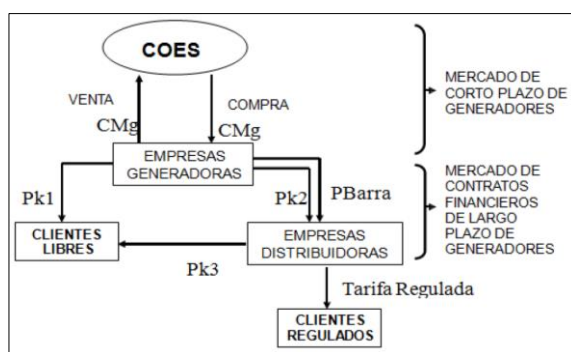 COES
VENTA
CMg
COMPRA
CMg
MERCADO DE
CORTO PLAZO DE
GENERADORES
EMPRESAS
GENERADORAS
Pk1
Pk2
PBarra
MERCADO DE
CONTRATOS
FINANCIEROS
DE LARGO
PLAZO DE
GENERADORES
CLIENTES
LIBRES
Pk3
EMPRESAS
DISTRIBUIDORAS
Tarifa Regulada
CLIENTES
REGULADOS